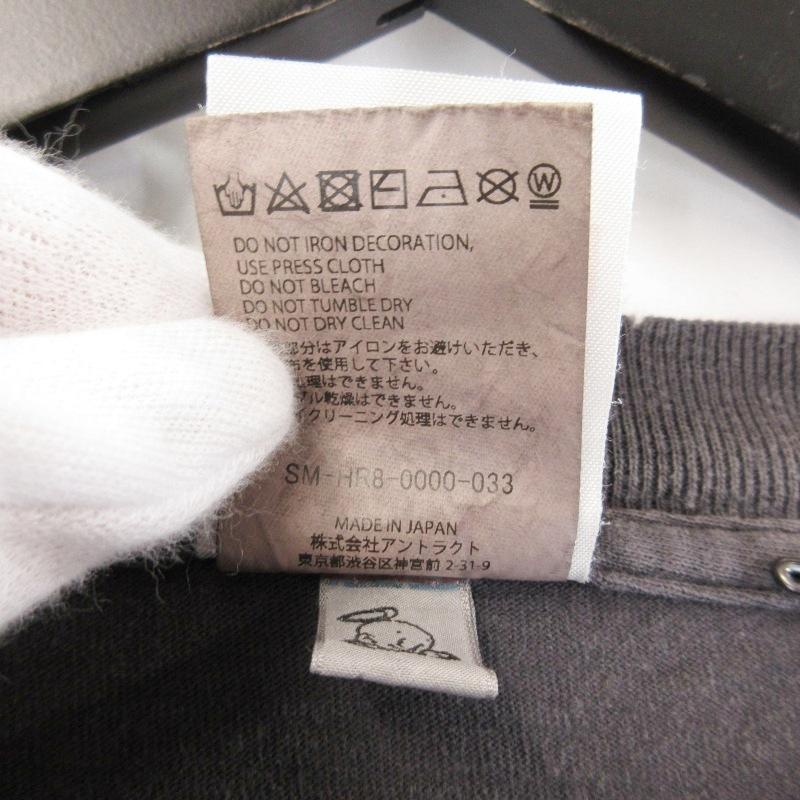 W
DO NOT IRON DECORATION,
USE PRESS CLOTH
DO NOT BLEACH
DO NOT TUMBLE DRY
DO NOT DRY CLEAN
部分はアイロンをお避けいただき、
布を使用して下さい。
処理はできません。
ブル乾燥はできません。
イクリーニング処理はできません。
SM-HR8-0000-033
MADE IN JAPAN
株式会社アントラクト
東京都渋谷区神宮前 2-31-9